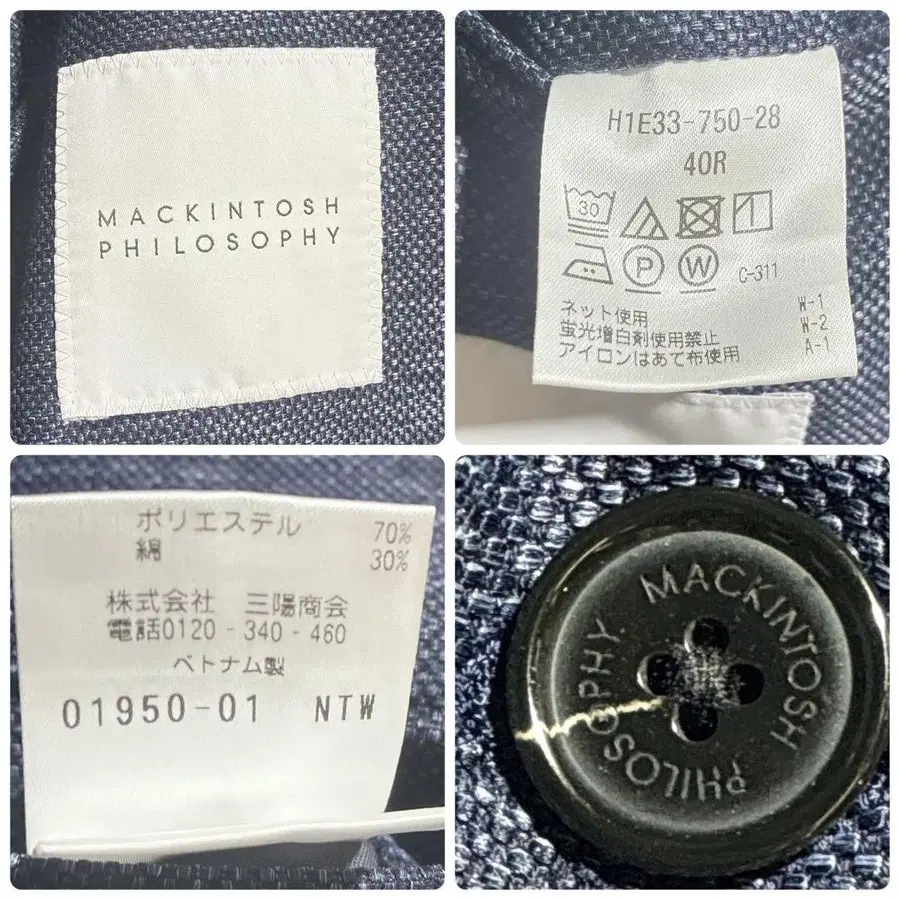 MACKINTOSH
PHILOSOPHY
H1E33-750-28
40R
30
P
W
C-311
ネット使用
W-1
蛍光増白剤使用禁止
W-2
アイロンはあて布使用
A-1
ポリエステル 70%
綿 30%
株式会社 三陽商会
電話0120-340-460
ベトナム製
01950-01 NTW
MACKINTOSH PHILOSOPHY